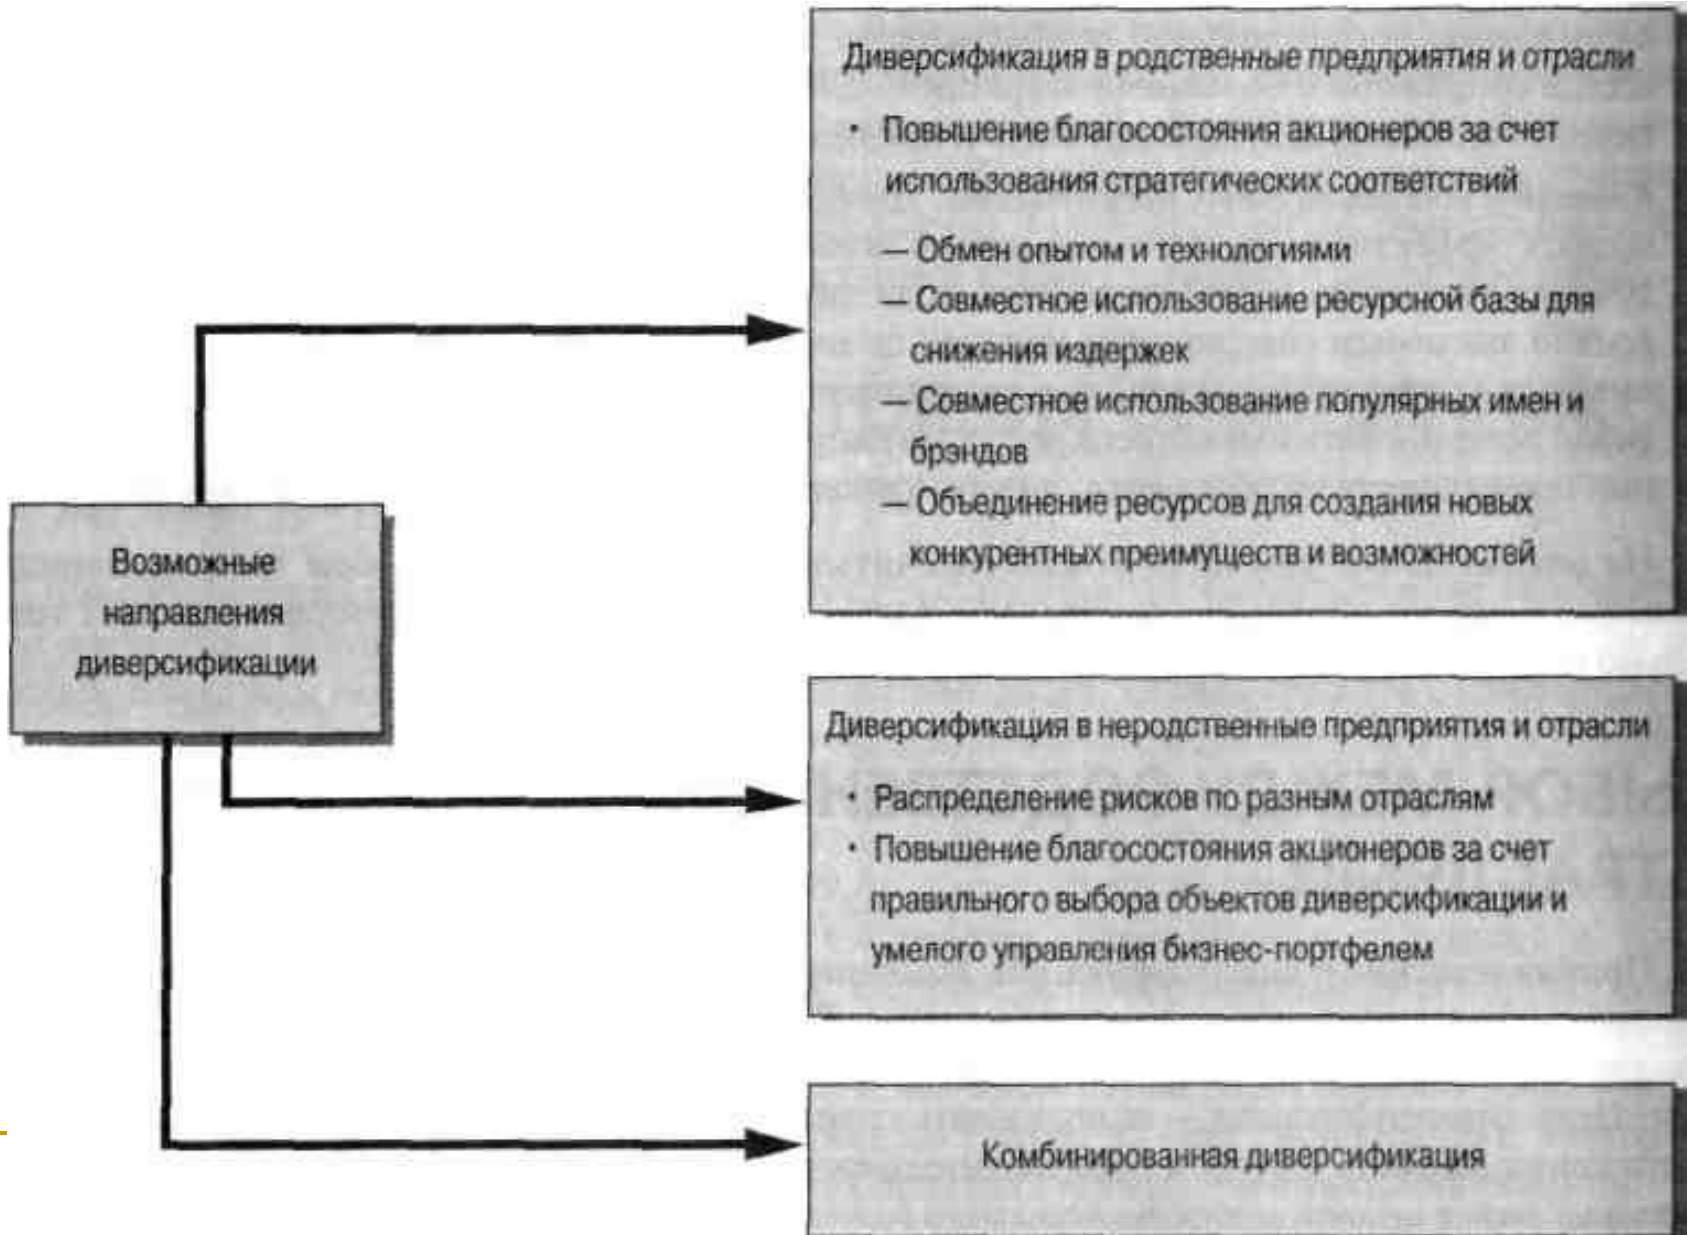 Диверсификация в родственные предприятия и отрасли
• Повышение благосостояния акционеров за счет
использования стратегических соответствий
— Обмен опытом и технологиями
— Совместное использование ресурсной базы для
снижения издержек
— Совместное использование популярных имен и
брэндов
— Объединение ресурсов для создания новых
конкурентных преимуществ и возможностей
Возможные
направления
диверсификации
Диверсификация в неродственные предприятия и отрасли
• Распределение рисков по разным отраслям
• Повышение благосостояния акционеров за счет
правильного выбора объектов диверсификации и
умелого управления бизнес-портфелем
Комбинированная диверсификация